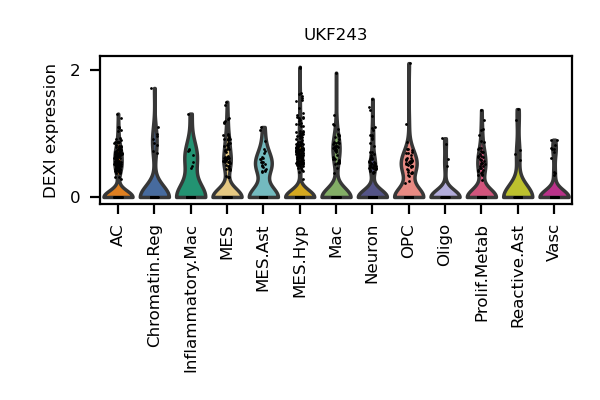 UKF243
DEXI expression
2
0
AC
Chromatin.Reg
Inflammatory.Mac
MES
MES.Ast
MES.Hyp
Mac
Neuron
OPC
Oligo
Prolif.Metab
Reactive.Ast
Vasc